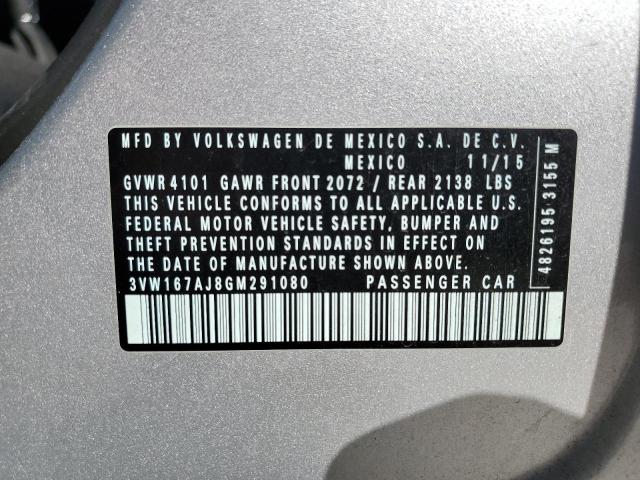 MFD BY VOLKSWAGEN DE MEXICO S.A. DE C.V.
MEXICO 11/15
GVWR 4101 GAWR FRONT 2072 / REAR 2138 LBS
THIS VEHICLE CONFORMS TO ALL APPLICABLE U.S.
FEDERAL MOTOR VEHICLE SAFETY, BUMPER AND
THEFT PREVENTION STANDARDS IN EFFECT ON
THE DATE OF MANUFACTURE SHOWN ABOVE.
3VW167AJ8GM291080 PASSENGER CAR
4826195 3155 M